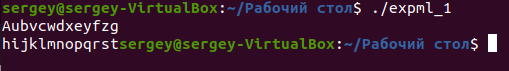 sergey@sergey-VirtualBox:~/Рабочий стол$ ./expml_1
Aubvcwdxeyfzg
hijklmnopqrstsergey@sergey-VirtualBox:~/Рабочий стол$